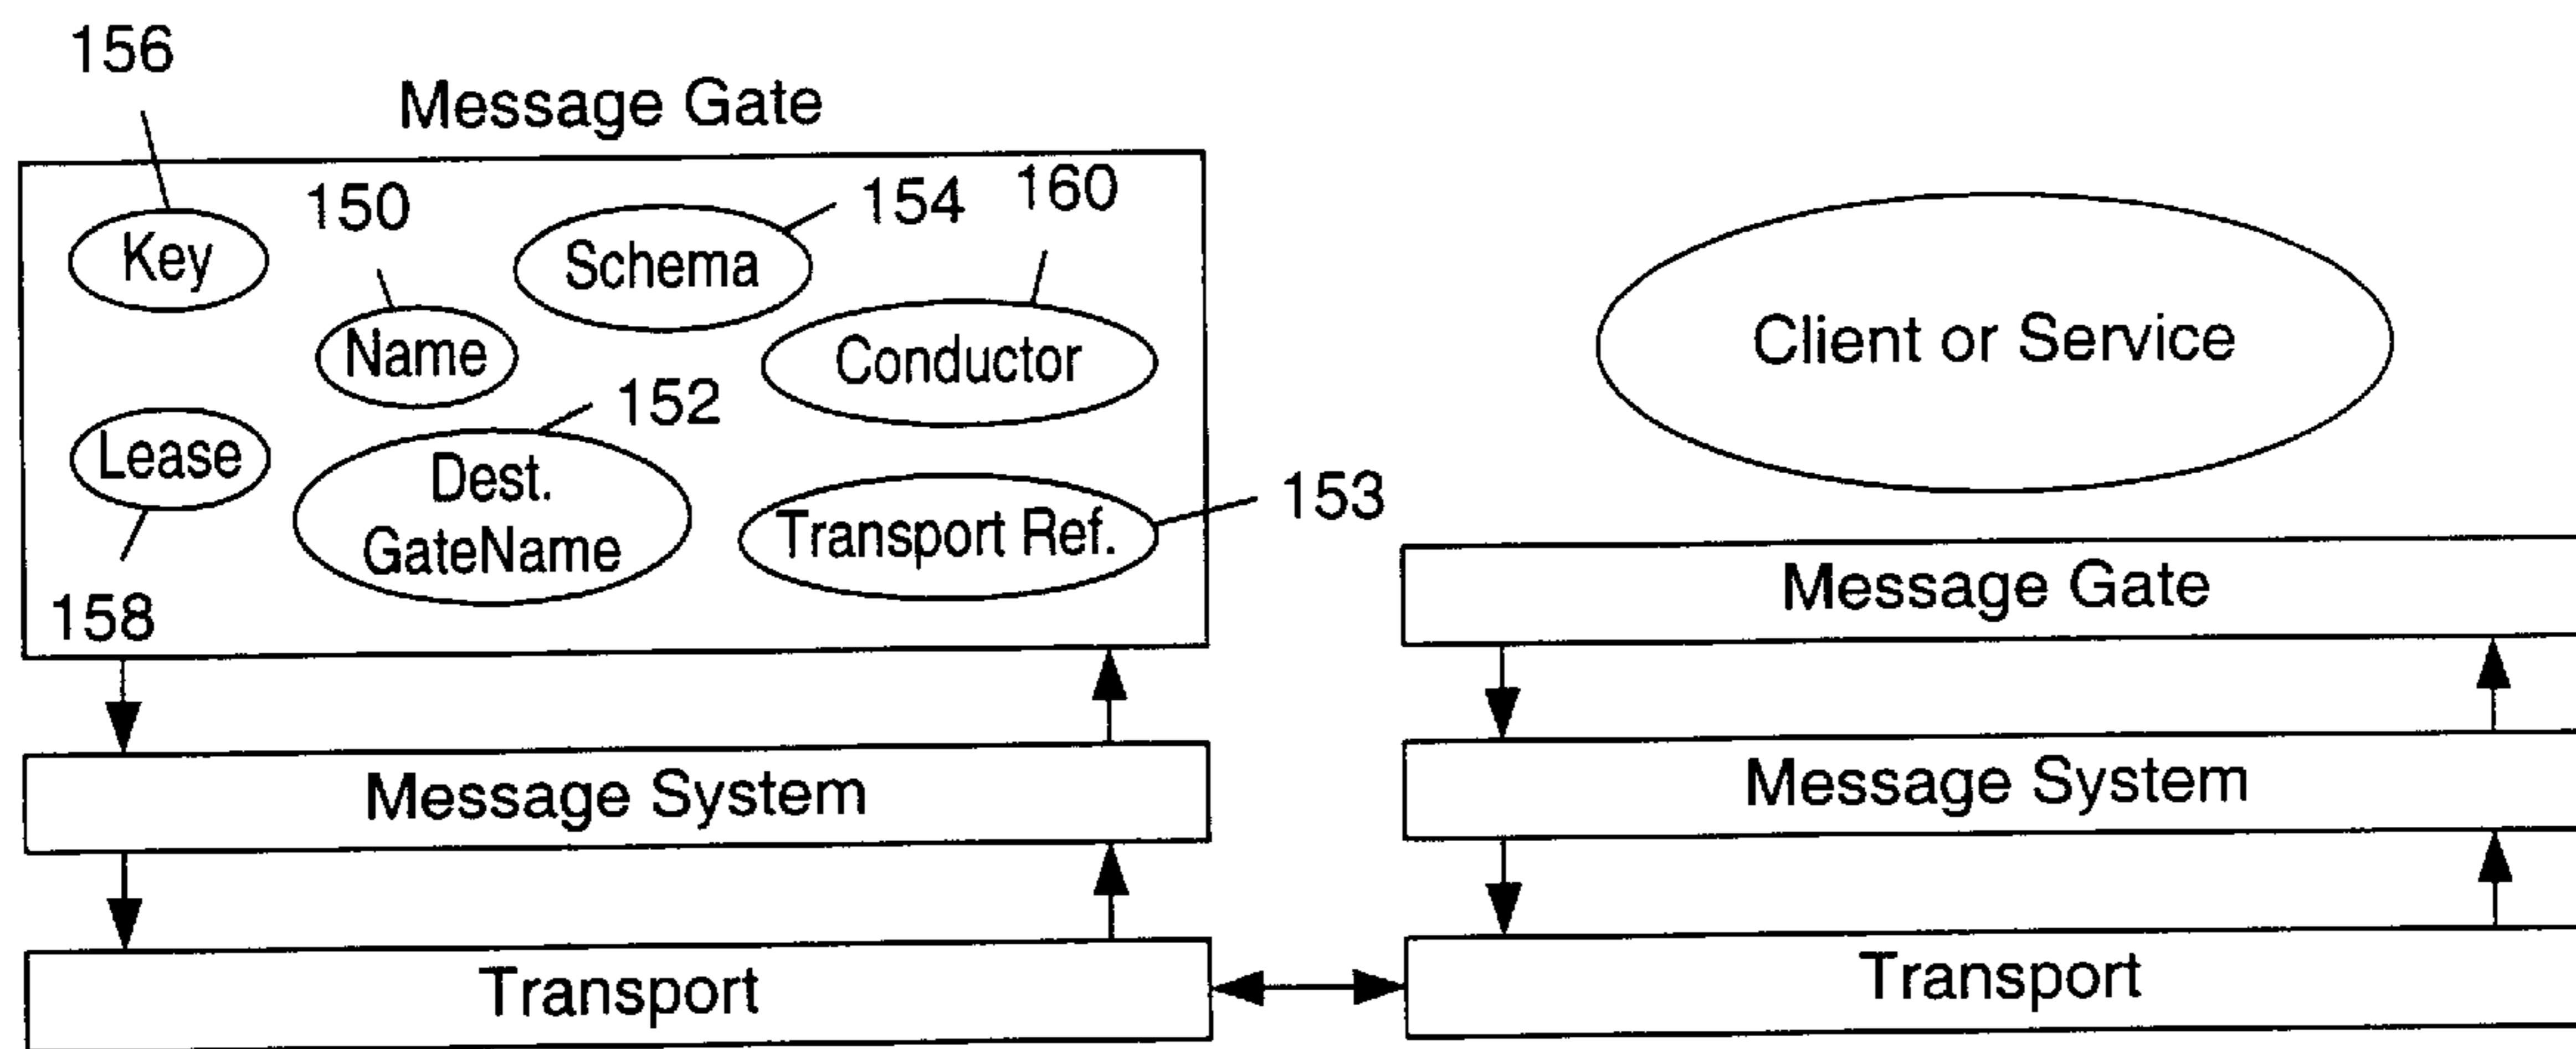 156
Message Gate
150
154
160
Key
Schema
Name
Conductor
Client or Service
152
Lease
Dest.
GateName
Transport Ref.
153
158
Message Gate
Message System
Message System
Transport
Transport